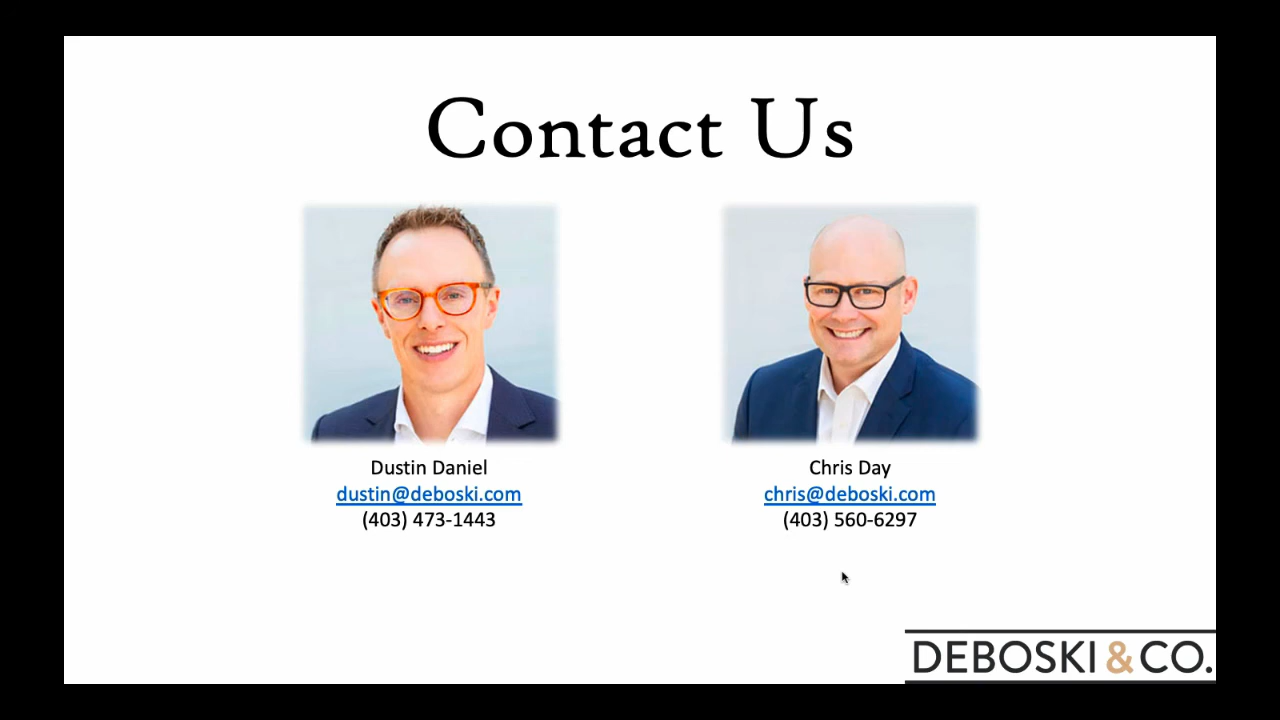 Contact Us
Dustin Daniel
dustin@deboski.com
(403) 473-1443
Chris Day
chris@deboski.com
(403) 560-6297
DEBOSKI & CO.